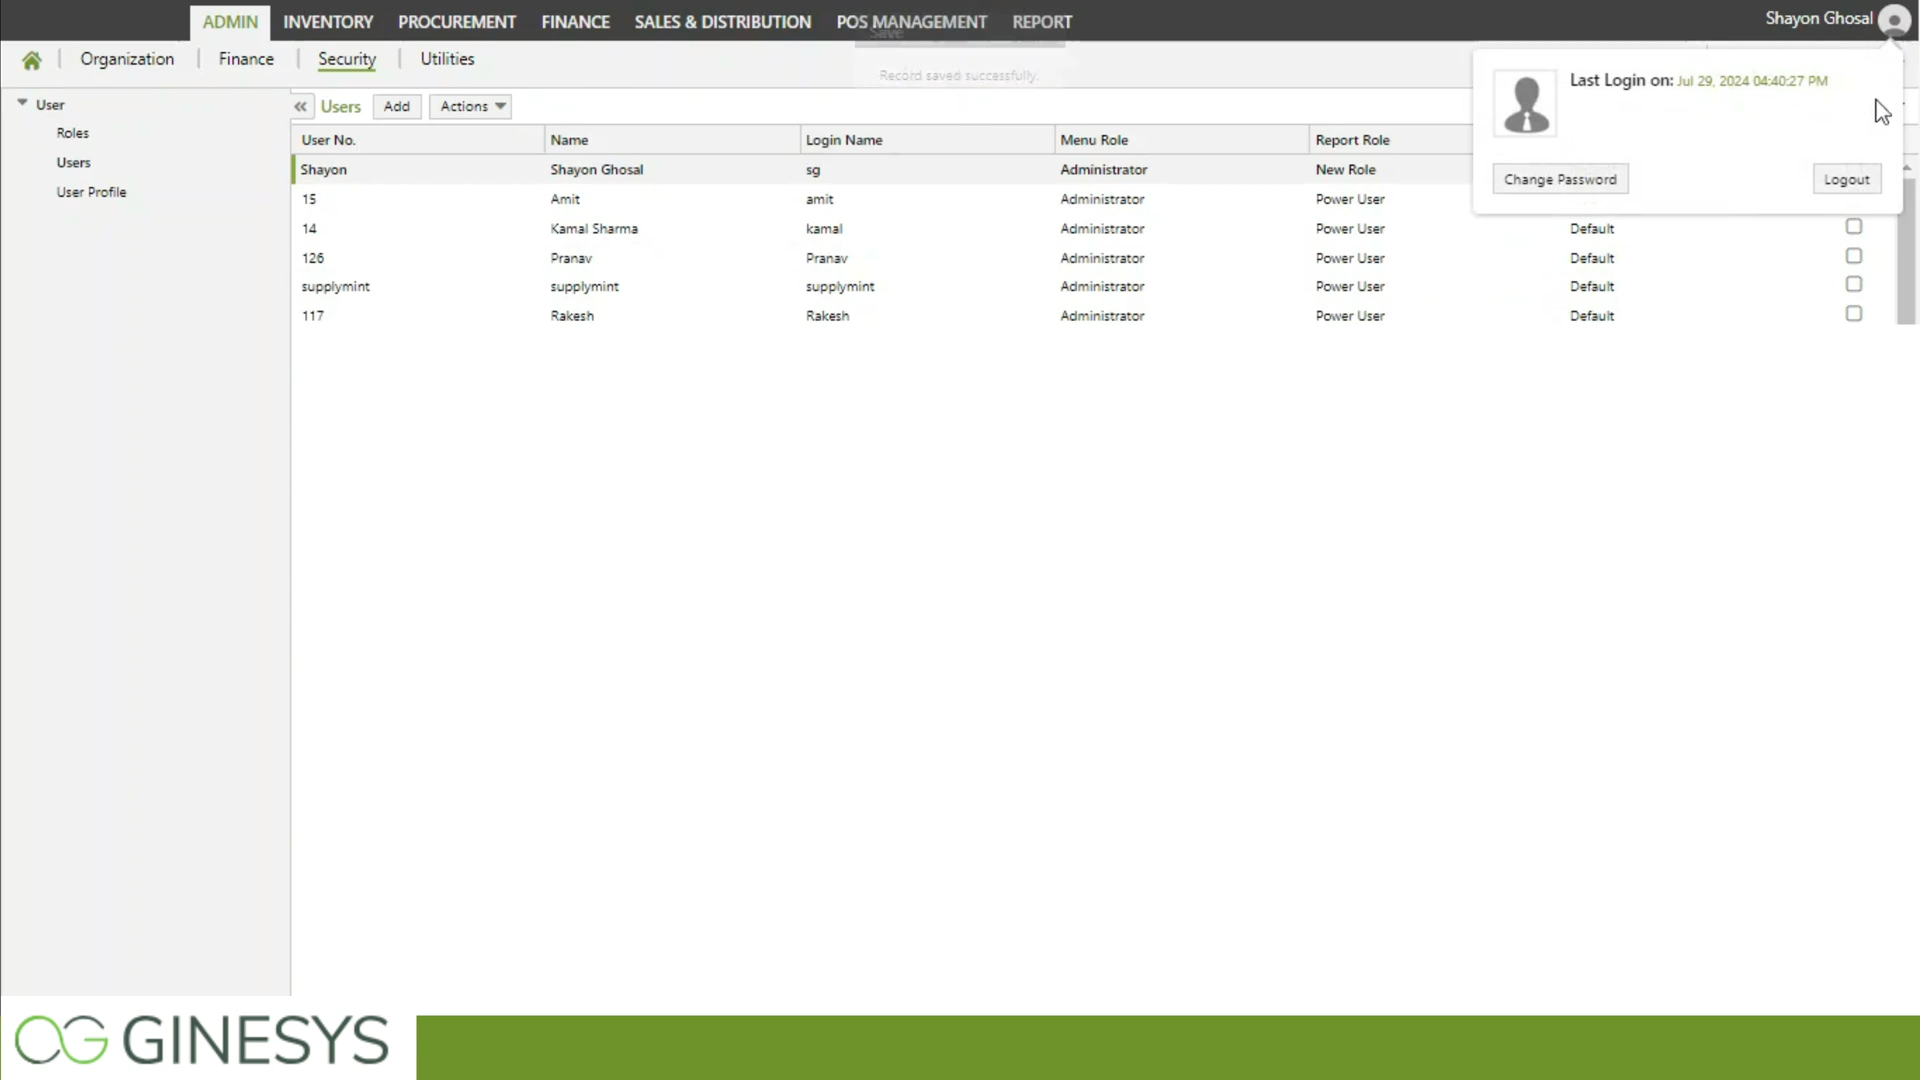 ADMIN INVENTORY PROCUREMENT FINANCE SALES & DISTRIBUTION POS MANAGEMENT REPORT Shayon Ghosal
Save
Organization Finance Security Utilities
Record saved successfully.
Last Login on: Jul 29, 2024 04:40:27 PM
Change Password Logout
User
Roles
Users
User Profile
Users Add Actions
User No. Name Login Name Menu Role Report Role
Shayon Shayon Ghosal sg Administrator New Role
15 Amit amit Administrator Power User
14 Kamal Sharma kamal Administrator Power User Default
126 Pranav Pranav Administrator Power User Default
supplymint supplymint supplymint Administrator Power User Default
117 Rakesh Rakesh Administrator Power User Default
GINESYS